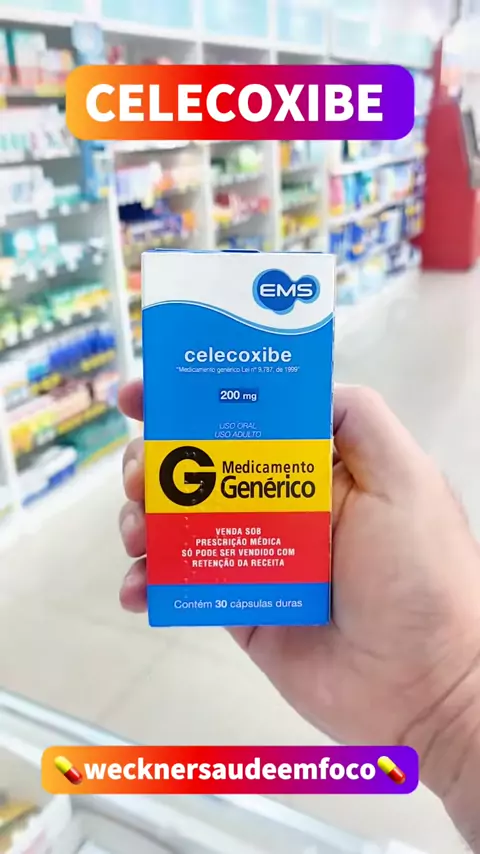 CELECOXIBE
EMS
celecoxibe
"Medicamento genérico Lei nº 9.787, de 1999"
200 mg
USO ORAL
USO ADULTO
G Medicamento
Genérico
VENDA SOB
PRESCRIÇÃO MÉDICA
SÓ PODE SER VENDIDO COM
RETENÇÃO DA RECEITA
Contém 30 cápsulas duras
💊wecknersaudeemfoco💊